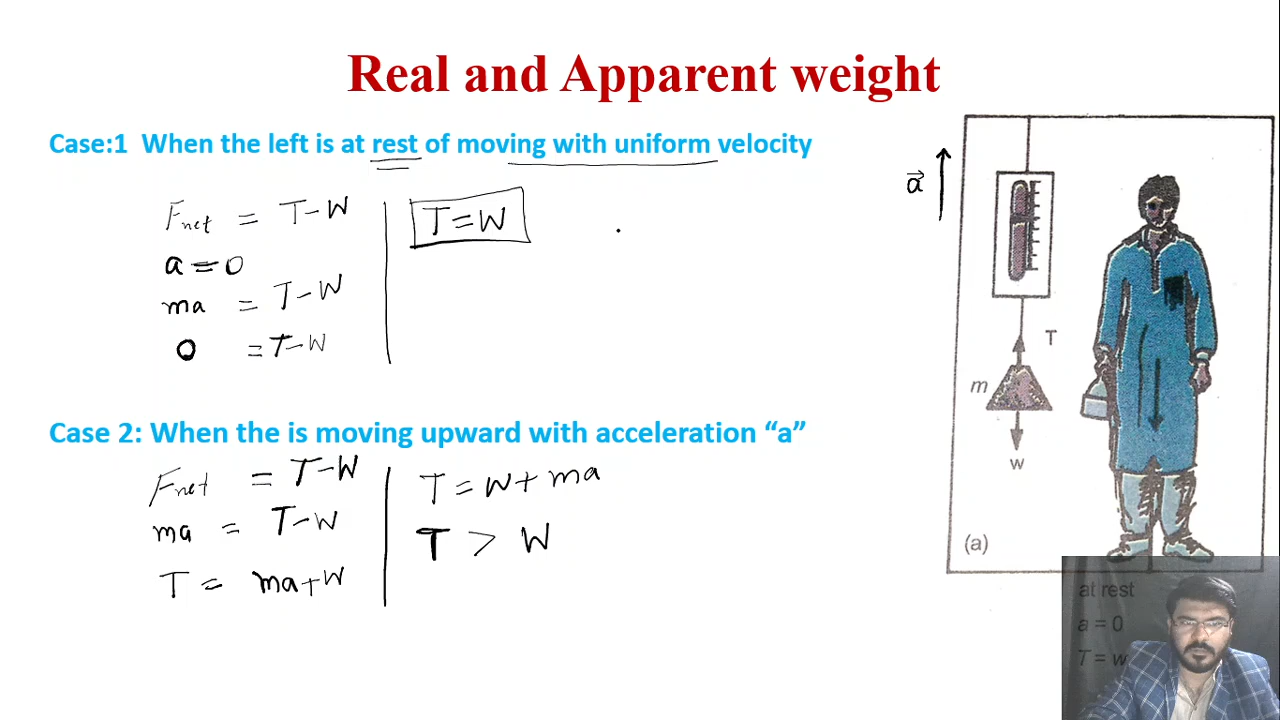 Real and Apparent weight
Case:1 When the left is at rest of moving with uniform velocity
Fnet = T-W
a = 0
ma = T-W
0 = T-W
T=W
Case 2: When the is moving upward with acceleration “a”
Fnet = T-W
ma = T-W
T = ma+W
T = W+ma
T > W
a⃗
T
m
w
(a)
at rest
a = 0
T = w